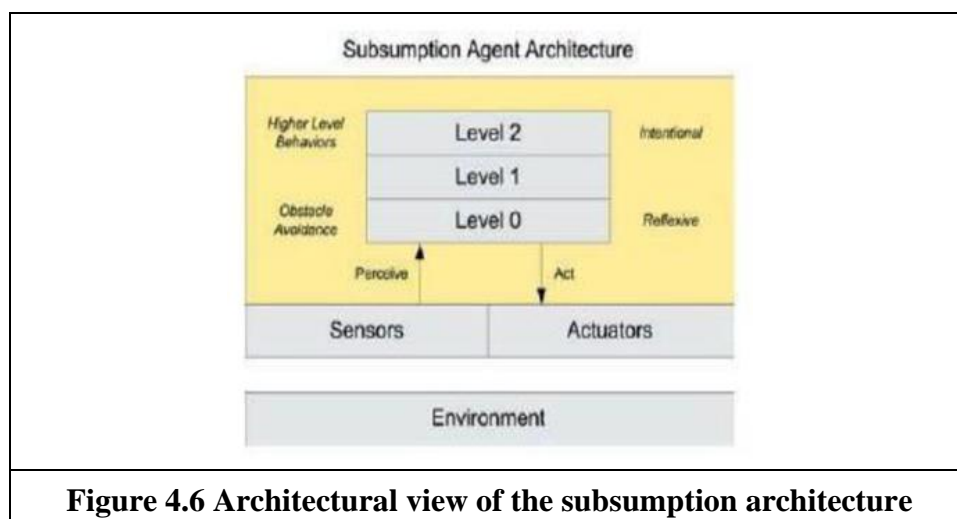 Subsumption Agent Architecture
Higher Level
Behaviors
Level 2
Intentional
Level 1
Obstacle
Avoidance
Level 0
Reflexive
Perceive
Act
Sensors
Actuators
Environment
Figure 4.6 Architectural view of the subsumption architecture